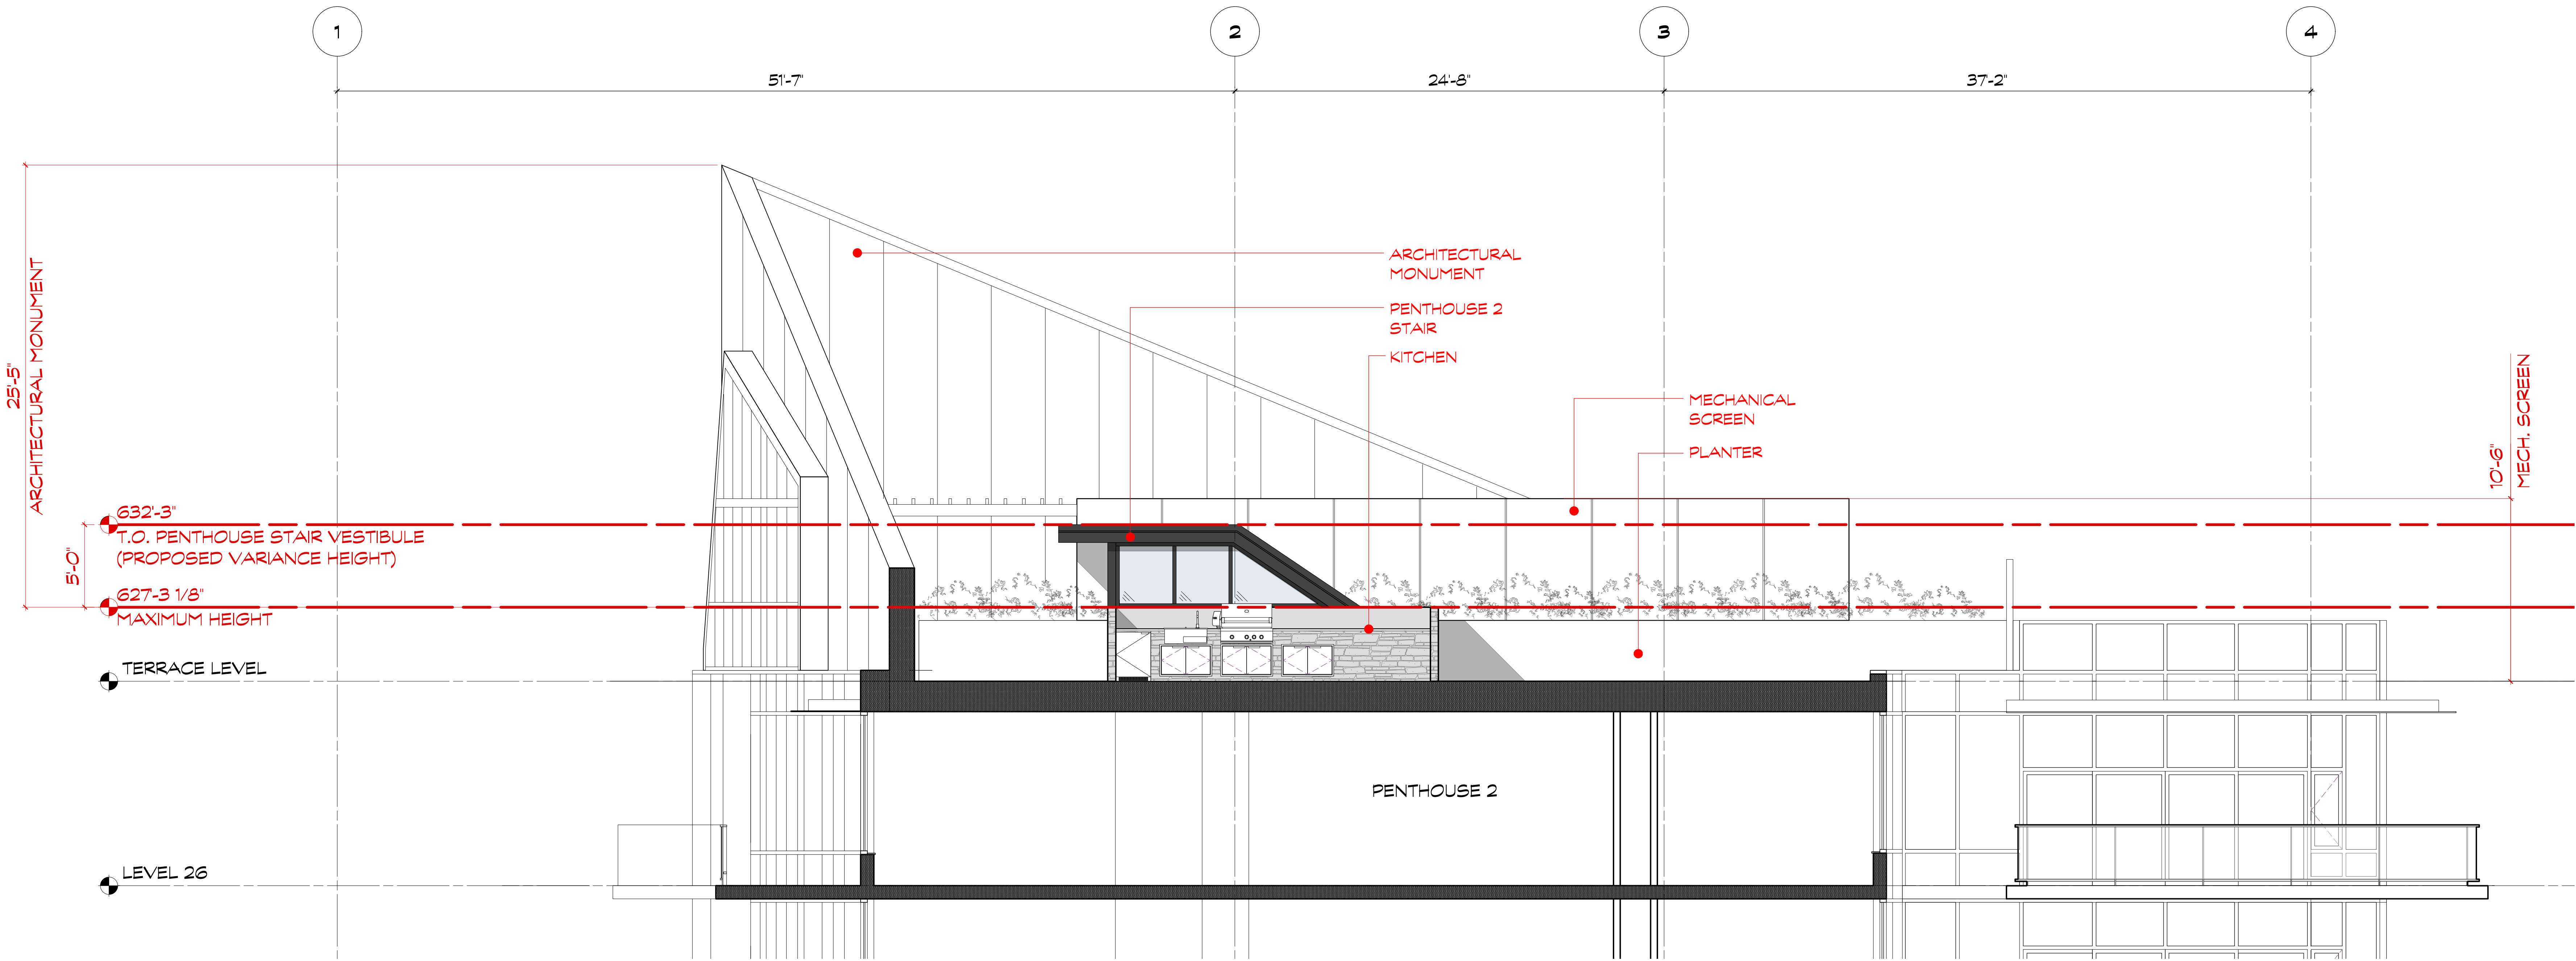 1
2
3
4
51'-7"
24'-8"
37'-2"
ARCHITECTURAL
MONUMENT
PENTHOUSE 2
STAIR
KITCHEN
MECHANICAL
SCREEN
PLANTER
25'-5"
ARCHITECTURAL MONUMENT
10'-6"
MECH. SCREEN
632'-3"
T.O. PENTHOUSE STAIR VESTIBULE
(PROPOSED VARIANCE HEIGHT)
5'-0"
627'-3 1/8"
MAXIMUM HEIGHT
TERRACE LEVEL
PENTHOUSE 2
LEVEL 26